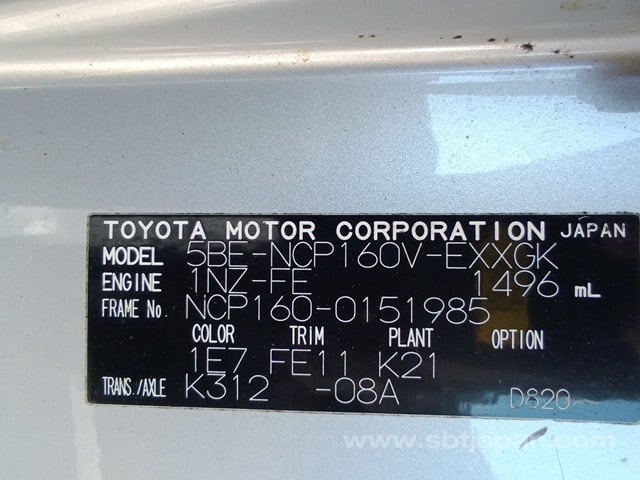 TOYOTA MOTOR CORPORATION JAPAN
MODEL 5BE-NCP160V-EXXGK
ENGINE 1NZ-FE 1496 mL
FRAME No. NCP160-0151985
COLOR TRIM PLANT OPTION
1E7 FE11 K21
TRANS./AXLE K312 -08A D820
www.sbtjapan.com